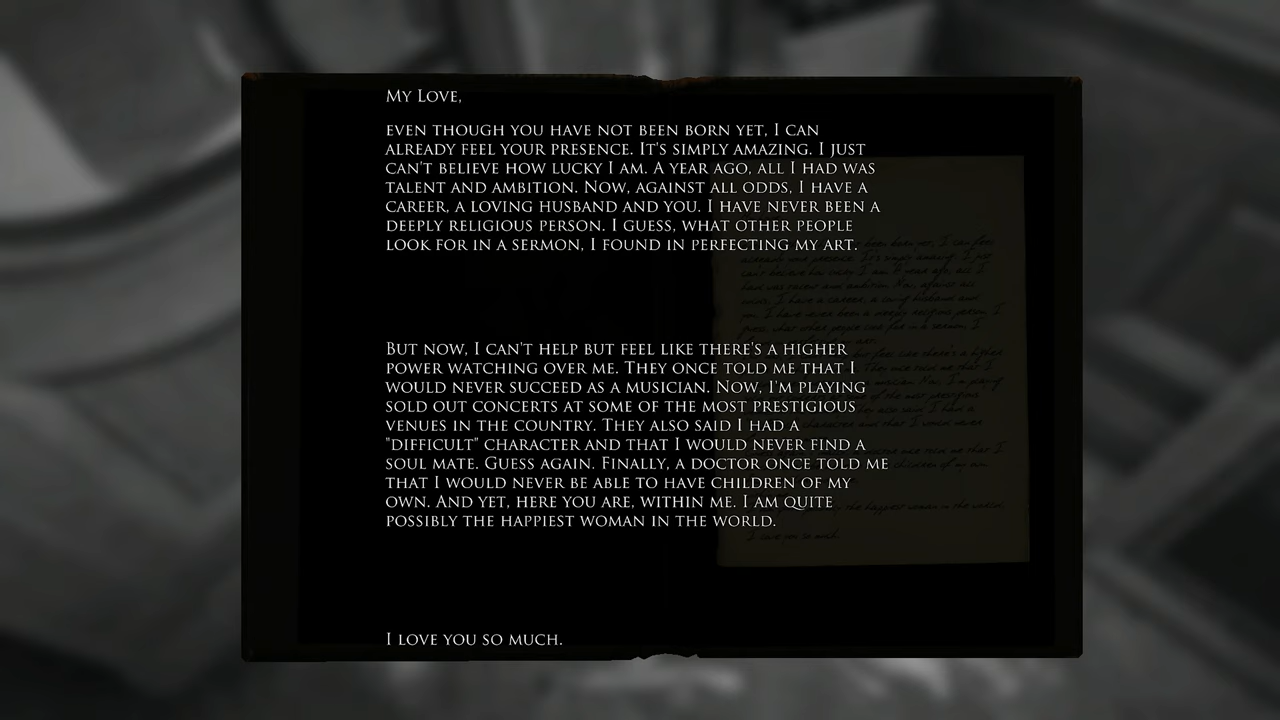 My Love,
even though you have not been born yet, I can
already feel your presence. It's simply amazing. I just
can't believe how lucky I am. A year ago, all I had was
talent and ambition. Now, against all odds, I have a
career, a loving husband and you. I have never been a
deeply religious person. I guess, what other people
look for in a sermon, I found in perfecting my art.
But now, I can't help but feel like there's a higher
power watching over me. They once told me that I
would never succeed as a musician. Now, I'm playing
sold out concerts at some of the most prestigious
venues in the country. They also said I had a
"difficult" character and that I would never find a
soul mate. Guess again. Finally, a doctor once told me
that I would never be able to have children of my
own. And yet, here you are, within me. I am quite
possibly the happiest woman in the world.
I love you so much.